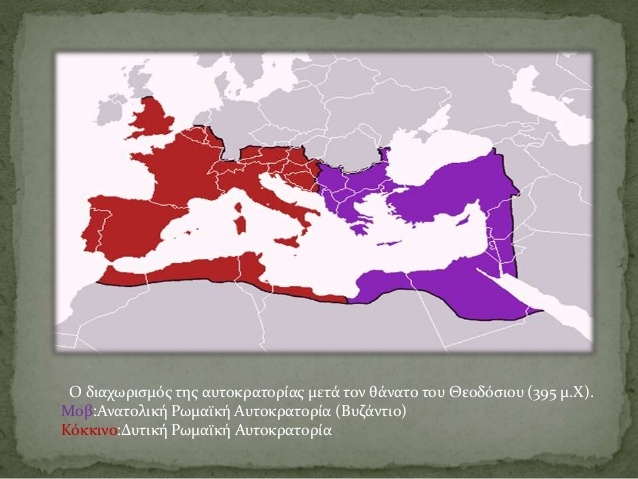 Ο διαχωρισμός της αυτοκρατορίας μετά τον θάνατο του Θεοδόσιου (395 μ.Χ).
Μοβ:Ανατολική Ρωμαϊκή Αυτοκρατορία (Βυζάντιο)
Κόκκινο:Δυτική Ρωμαϊκή Αυτοκρατορία